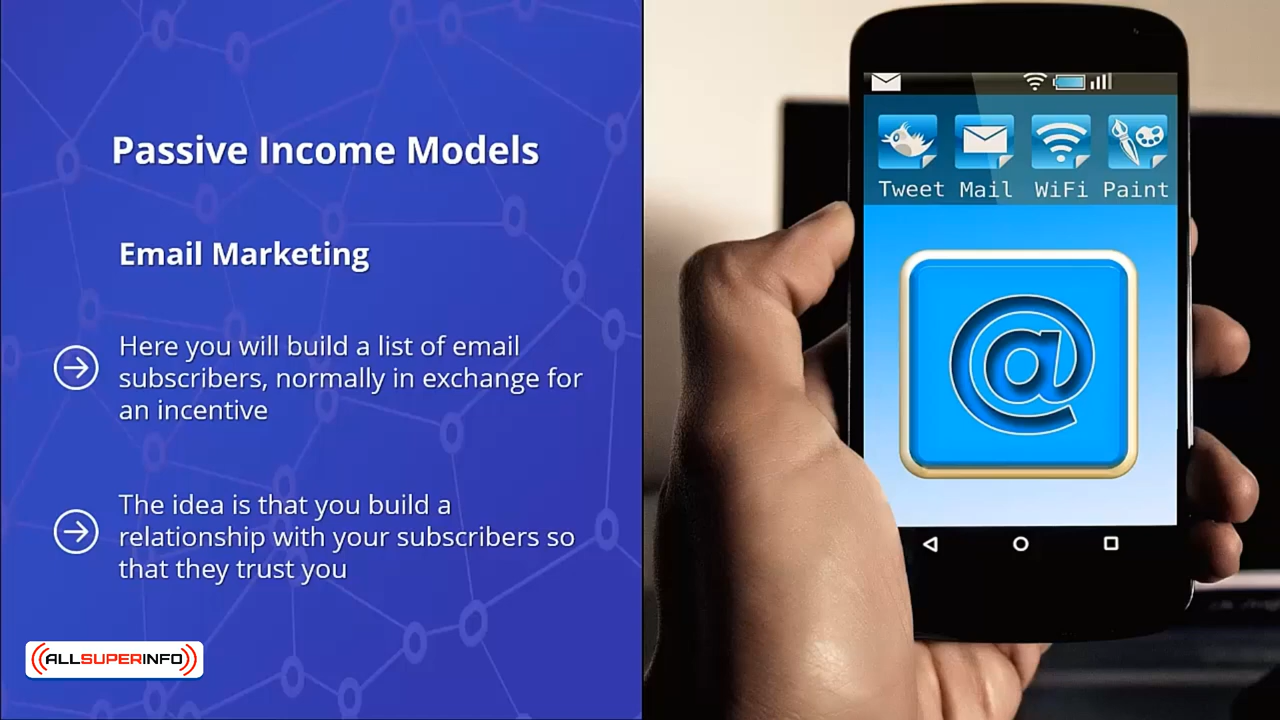 Passive Income Models
Email Marketing
Here you will build a list of email
subscribers, normally in exchange for
an incentive
The idea is that you build a
relationship with your subscribers so
that they trust you
ALLSUPERINFO
Tweet Mail WiFi Paint
@